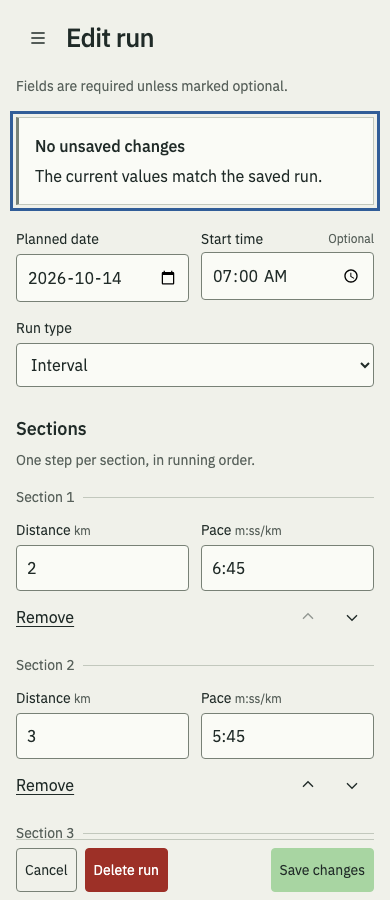 Edit run
Fields are required unless marked optional.
No unsaved changes
The current values match the saved run.
Planned date
Start time Optional
2026-10-14
07:00 AM
Run type
Interval
Sections
One step per section, in running order.
Section 1
Distance km
Pace m:ss/km
2
6:45
Remove
Section 2
Distance km
Pace m:ss/km
3
5:45
Remove
Section 3
Cancel
Delete run
Save changes